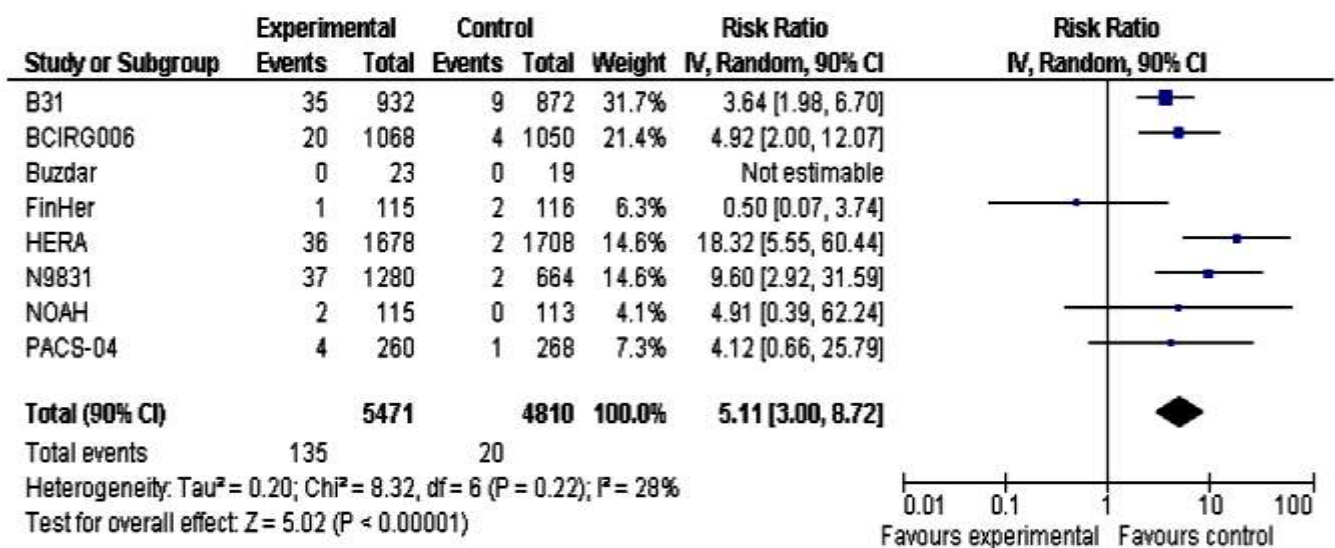 Experimental Control Risk Ratio Risk Ratio
Study or Subgroup Events Total Events Total Weight IV, Random, 90% CI IV, Random, 90% CI
B31 35 932 9 872 31.7% 3.64 [1.98, 6.70]
BCIRG006 20 1068 4 1050 21.4% 4.92 [2.00, 12.07]
Buzdar 0 23 0 19 Not estimable
FinHer 1 115 2 116 6.3% 0.50 [0.07, 3.74]
HERA 36 1678 2 1708 14.6% 18.32 [5.55, 60.44]
N9831 37 1280 2 664 14.6% 9.60 [2.92, 31.59]
NOAH 2 115 0 113 4.1% 4.91 [0.39, 62.24]
PACS-04 4 260 1 268 7.3% 4.12 [0.66, 25.79]
Total (90% CI) 5471 4810 100.0% 5.11 [3.00, 8.72]
Total events 135 20
Heterogeneity: Tau² = 0.20; Chi² = 8.32, df = 6 (P = 0.22); I² = 28%
Test for overall effect: Z = 5.02 (P < 0.00001)
0.01 0.1 1 10 100
Favours experimental Favours control